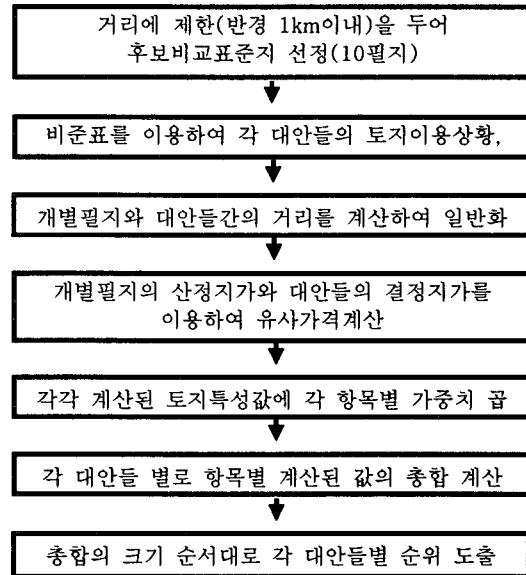 거리에 제한(반경 1km이내)을 두어
후보비교표준지 선정(10필지)
비준표를 이용하여 각 대안들의 토지이용상황,
개별필지와 대안들간의 거리를 계산하여 일반화
개별필지의 산정지가와 대안들의 결정지가를
이용하여 유사가격계산
각각 계산된 토지특성값에 각 항목별 가중치 곱
각 대안들 별로 항목별 계산된 값의 총합 계산
총합의 크기 순서대로 각 대안들별 순위 도출